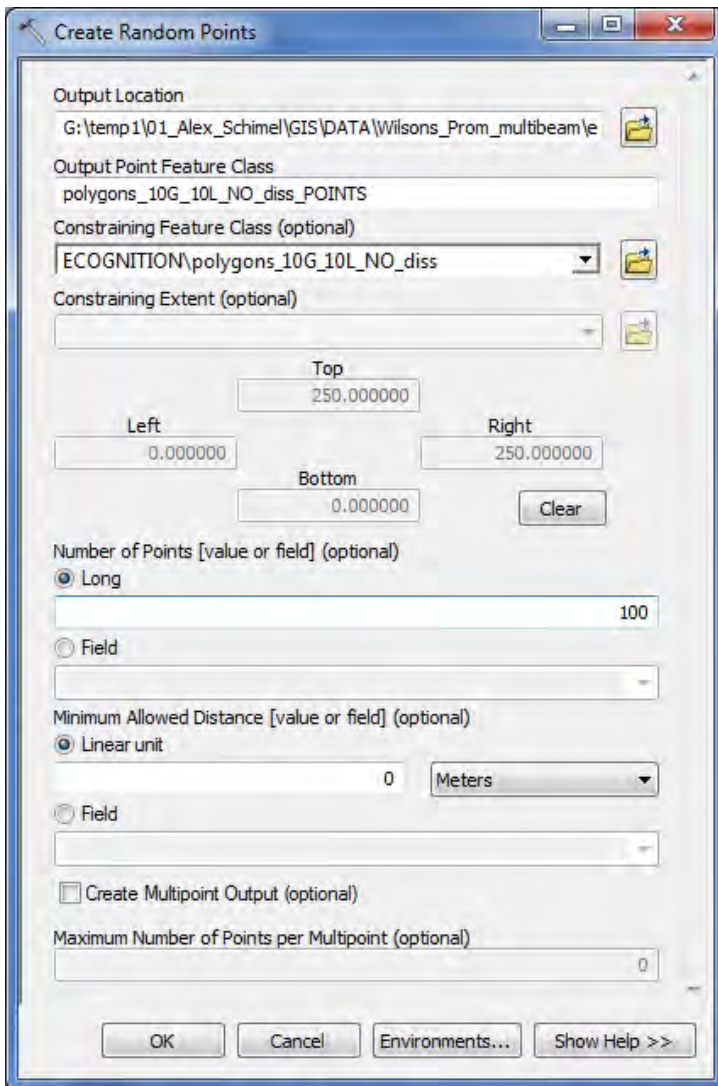 Create Random Points
Output Location
G:\temp1\01_Alex_Schimel\GIS\DATA\Wilsons_Prom_multibeam\e
Output Point Feature Class
polygons_10G_10L_NO_diss_POINTS
Constraining Feature Class (optional)
ECOGNITION\polygons_10G_10L_NO_diss
Constraining Extent (optional)
Top
250.000000
Left Right
0.000000 250.000000
Bottom
0.000000 Clear
Number of Points [value or field] (optional)
Long
100
Field
Minimum Allowed Distance [value or field] (optional)
Linear unit
0 Meters
Field
Create Multipoint Output (optional)
Maximum Number of Points per Multipoint (optional)
0
OK Cancel Environments... Show Help >>